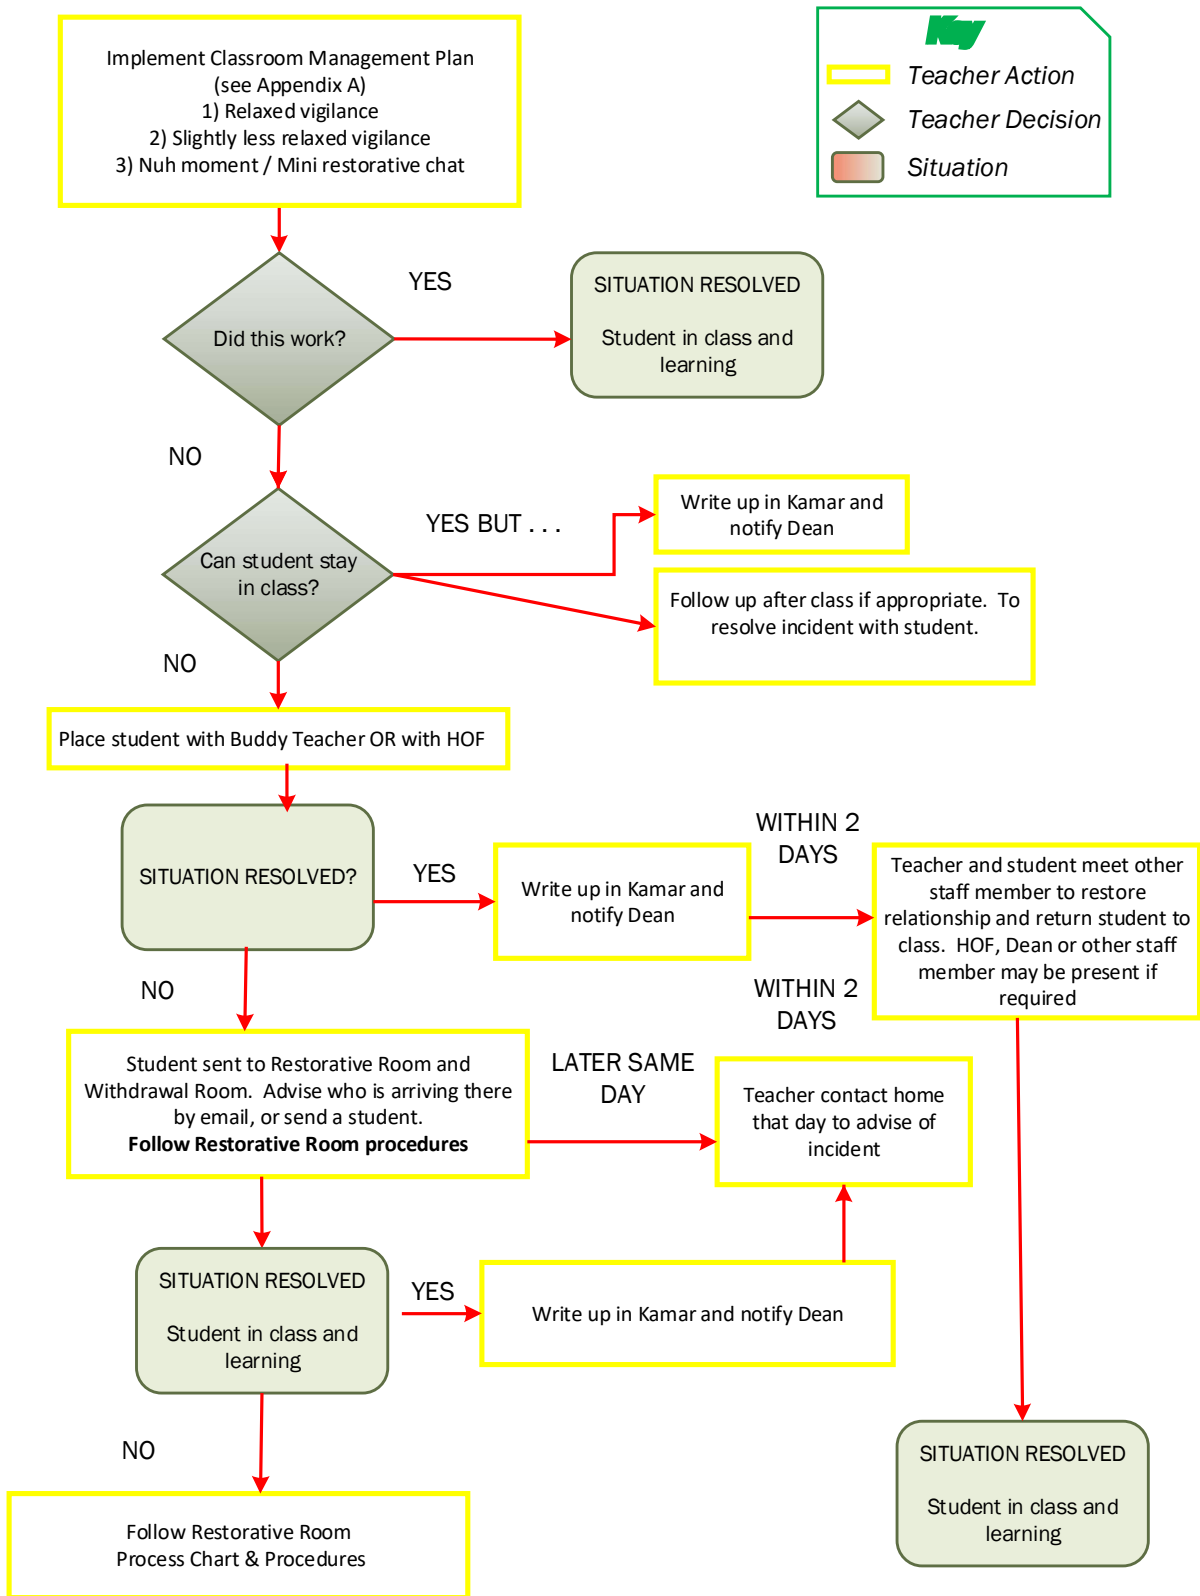 Implement Classroom Management Plan
(see Appendix A)
1) Relaxed vigilance
2) Slightly less relaxed vigilance
3) Nuh moment / Mini restorative chat
Key
Teacher Action
Teacher Decision
Situation
Did this work?
YES
SITUATION RESOLVED
Student in class and
learning
NO
Can student stay
in class?
YES BUT . . .
Write up in Kamar and
notify Dean
Follow up after class if appropriate.  To
resolve incident with student.
NO
Place student with Buddy Teacher OR with HOF
SITUATION RESOLVED?
YES
Write up in Kamar and
notify Dean
WITHIN 2
DAYS
Teacher and student meet other
staff member to restore
relationship and return student to
class.  HOF, Dean or other staff
member may be present if
required
NO
WITHIN 2
DAYS
Student sent to Restorative Room and
Withdrawal Room.  Advise who is arriving there
by email, or send a student.
Follow Restorative Room procedures
LATER SAME
DAY
Teacher contact home
that day to advise of
incident
SITUATION RESOLVED
Student in class and
learning
YES
Write up in Kamar and notify Dean
NO
Follow Restorative Room
Process Chart & Procedures
SITUATION RESOLVED
Student in class and
learning